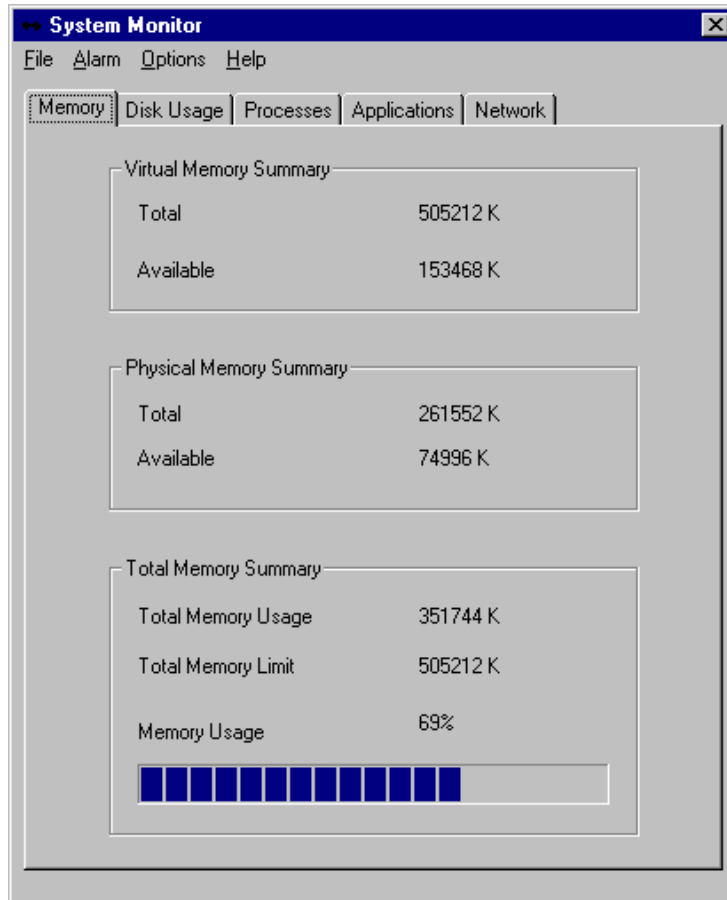 System Monitor
File Alarm Options Help
Memory Disk Usage Processes Applications Network
Virtual Memory Summary
Total 505212 K
Available 153468 K
Physical Memory Summary
Total 261552 K
Available 74996 K
Total Memory Summary
Total Memory Usage 351744 K
Total Memory Limit 505212 K
Memory Usage 69%